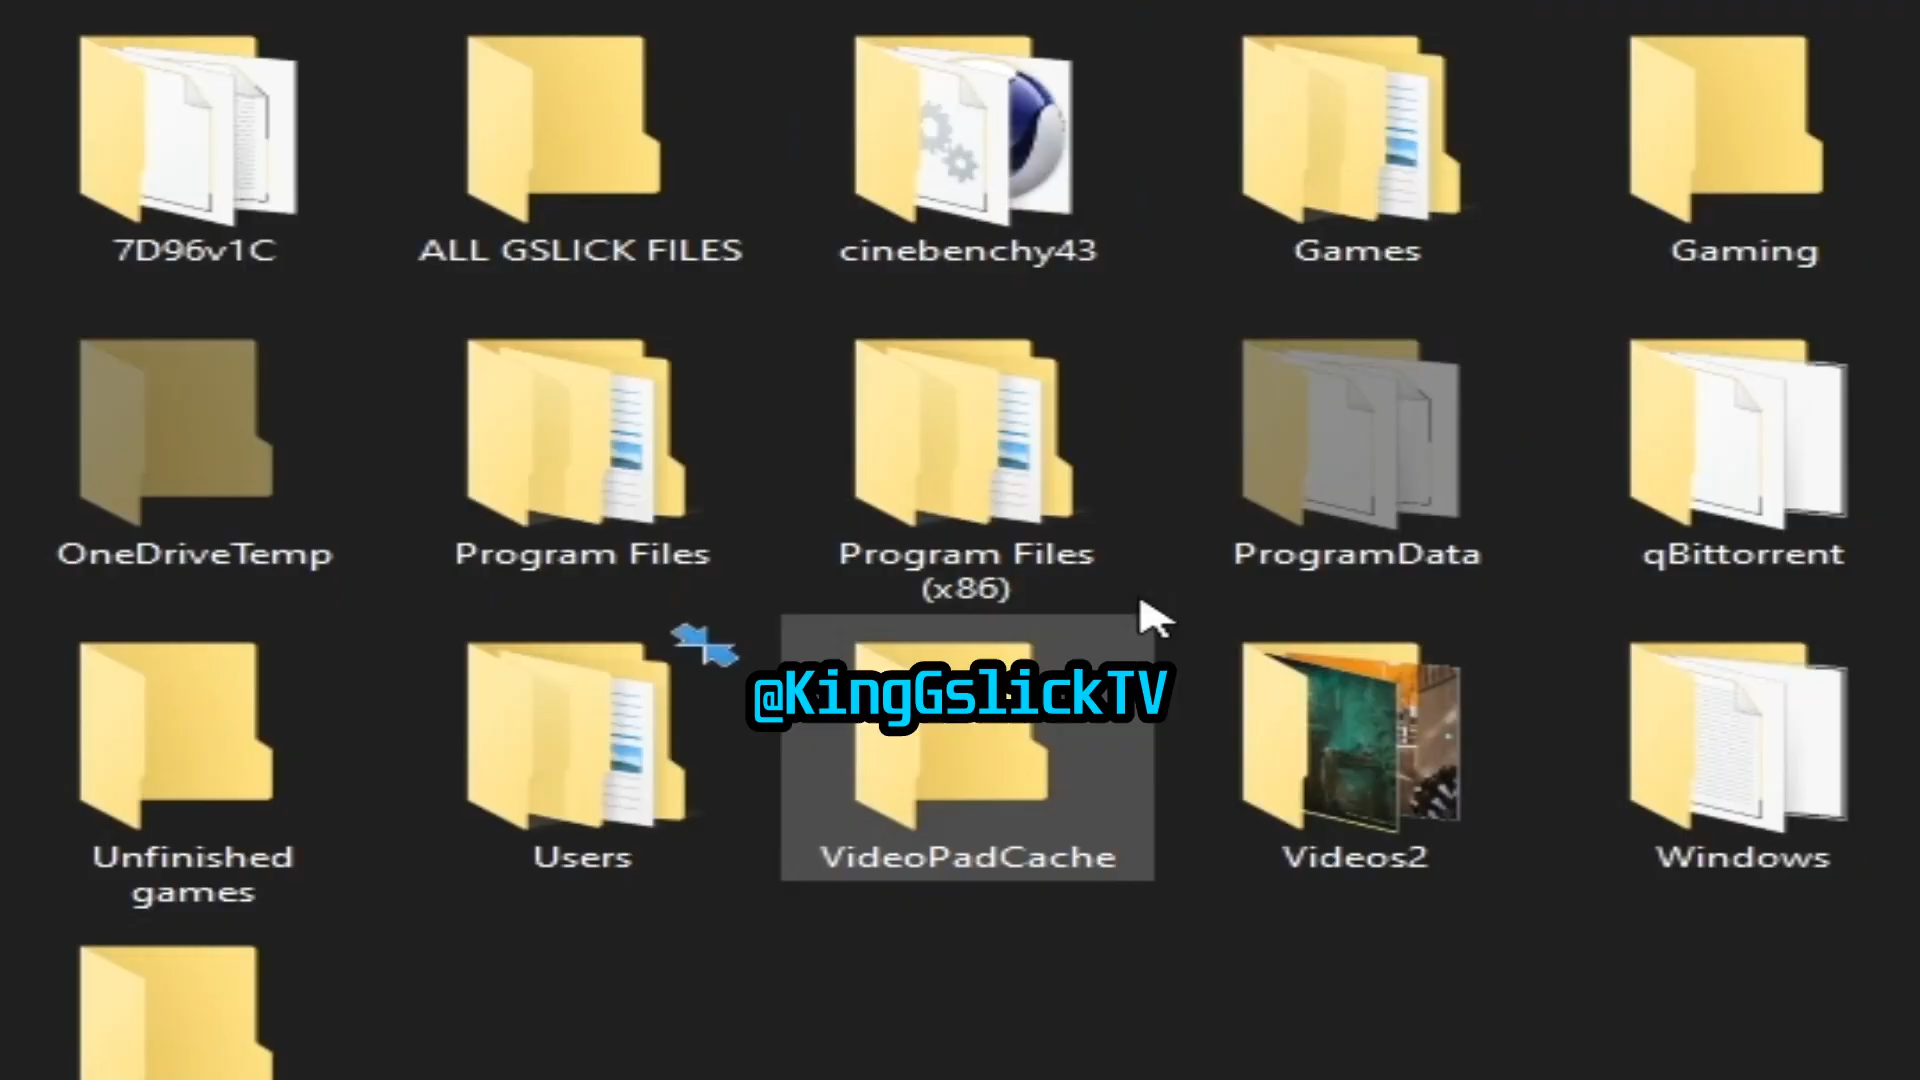 7D96v1C
ALL GSLICK FILES
cinebenchy43
Games
Gaming
OneDriveTemp
Program Files
Program Files
(x86)
ProgramData
qBittorrent
Unfinished
games
Users
@KingGslickTV
VideoPadCache
Videos2
Windows